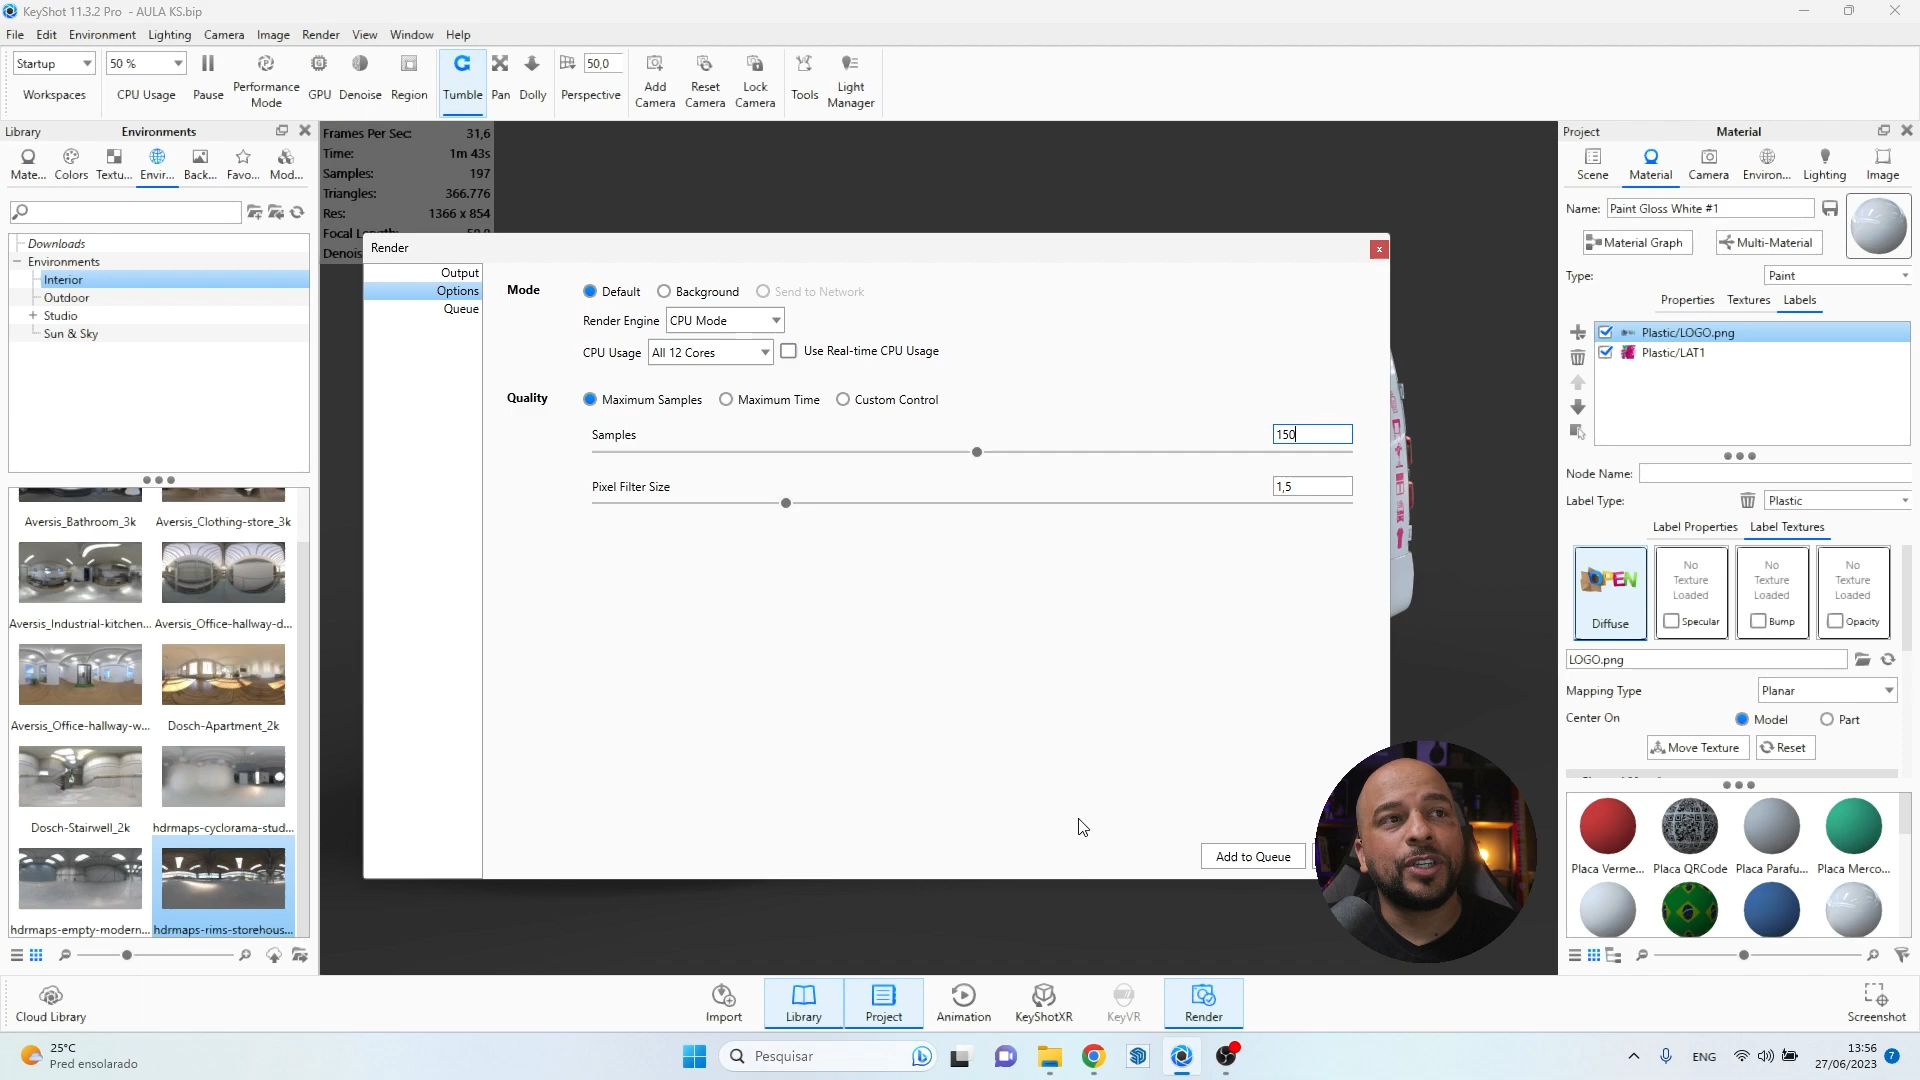 KeyShot 11.3.2 Pro - AULA KS.bip
File Edit Environment Lighting Camera Image Render View Window Help
Startup
50 %
50,0
Workspaces
CPU Usage
Pause
Performance Mode
GPU
Denoise
Region
Tumble
Pan
Dolly
Perspective
Add Camera
Reset Camera
Lock Camera
Tools
Light Manager
Library
Environments
Mate... Colors Textu... Envir... Back... Favo... Mod...
Downloads
Environments
Interior
Outdoor
Studio
Sun & Sky
Aversis_Bathroom_3k
Aversis_Clothing-store_3k
Aversis_Industrial-kitchen...
Aversis_Office-hallway-d...
Aversis_Office-hallway-w...
Dosch-Apartment_2k
Dosch-Stairwell_2k
hdrmaps-cyclorama-stud...
hdrmaps-empty-modern...
hdrmaps-rims-storehous...
Frames Per Sec: 31,6
Time: 1m 43s
Samples: 197
Triangles: 366.776
Res: 1366 x 854
Denois
Render
Output
Options
Queue
Mode
Default
Background
Send to Network
Render Engine
CPU Mode
CPU Usage
All 12 Cores
Use Real-time CPU Usage
Quality
Maximum Samples
Maximum Time
Custom Control
Samples
150
Pixel Filter Size
1,5
Add to Queue
Project
Material
Scene Material Camera Environ... Lighting Image
Name: Paint Gloss White #1
Material Graph
Multi-Material
Type: Paint
Properties Textures Labels
Plastic/LOGO.png
Plastic/LAT1
Node Name:
Label Type: Plastic
Label Properties
Label Textures
OPEN
Diffuse
No Texture Loaded
Specular
No Texture Loaded
Bump
No Texture Loaded
Opacity
LOGO.png
Mapping Type
Planar
Center On
Model
Part
Move Texture
Reset
Placa Verme...
Placa QRCode
Placa Parafu...
Placa Merco...
Cloud Library
Import
Library
Project
Animation
KeyShotXR
KeyVR
Render
Screenshot
25°C
Pred ensolarado
Pesquisar
ENG
13:56
27/06/2023
7